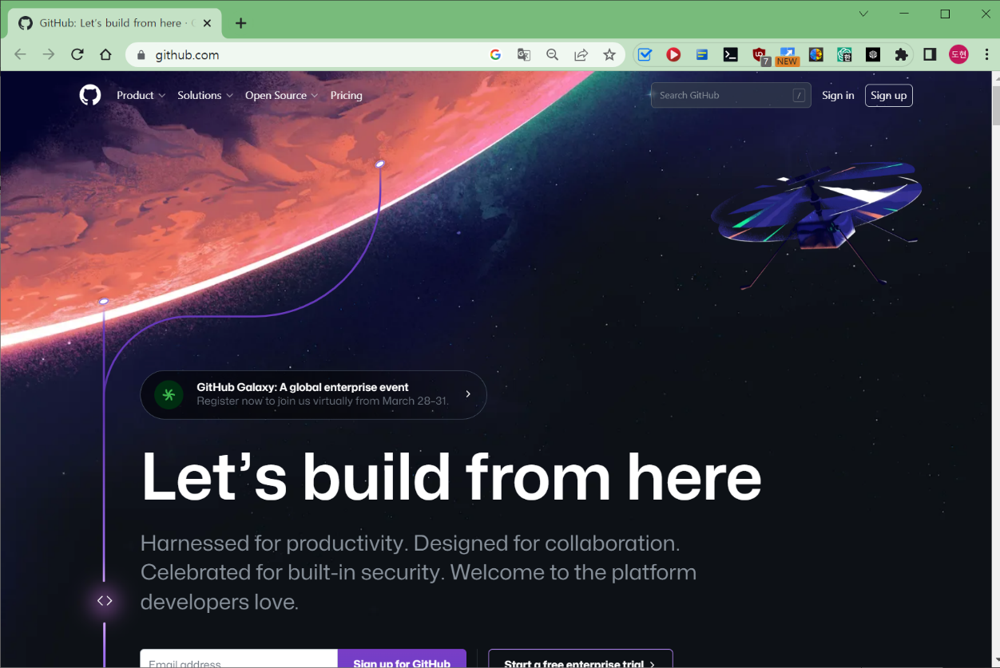 GitHub: Let's build from here ·
github.com
7
NEW
한
도현
Product
Solutions
Open Source
Pricing
Search GitHub
/
Sign in
Sign up
GitHub Galaxy: A global enterprise event
Register now to join us virtually from March 28–31.
Let’s build from here
Harnessed for productivity. Designed for collaboration.
Celebrated for built-in security. Welcome to the platform
developers love.
Email address
Sign up for GitHub
Start a free enterprise trial